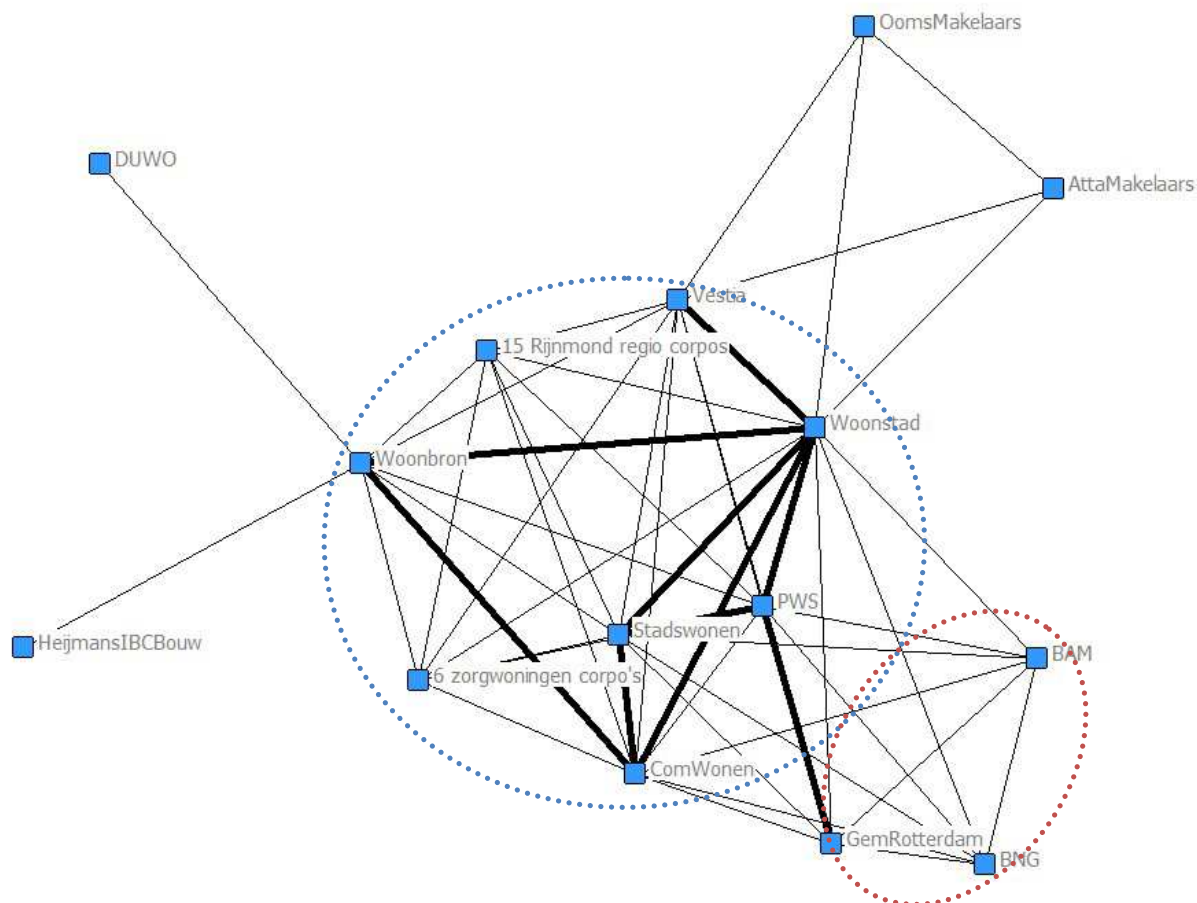 OomsMakelaars
DUWO
AttaMakelaars
Vestia
15 Rijnmond regio corpos
Woonstad
Woonbron
PWS
Stadswonen
HeijmansIBCBouw
BAM
6 zorgwoningen corpo's
ComWonen
GemRotterdam
BNG